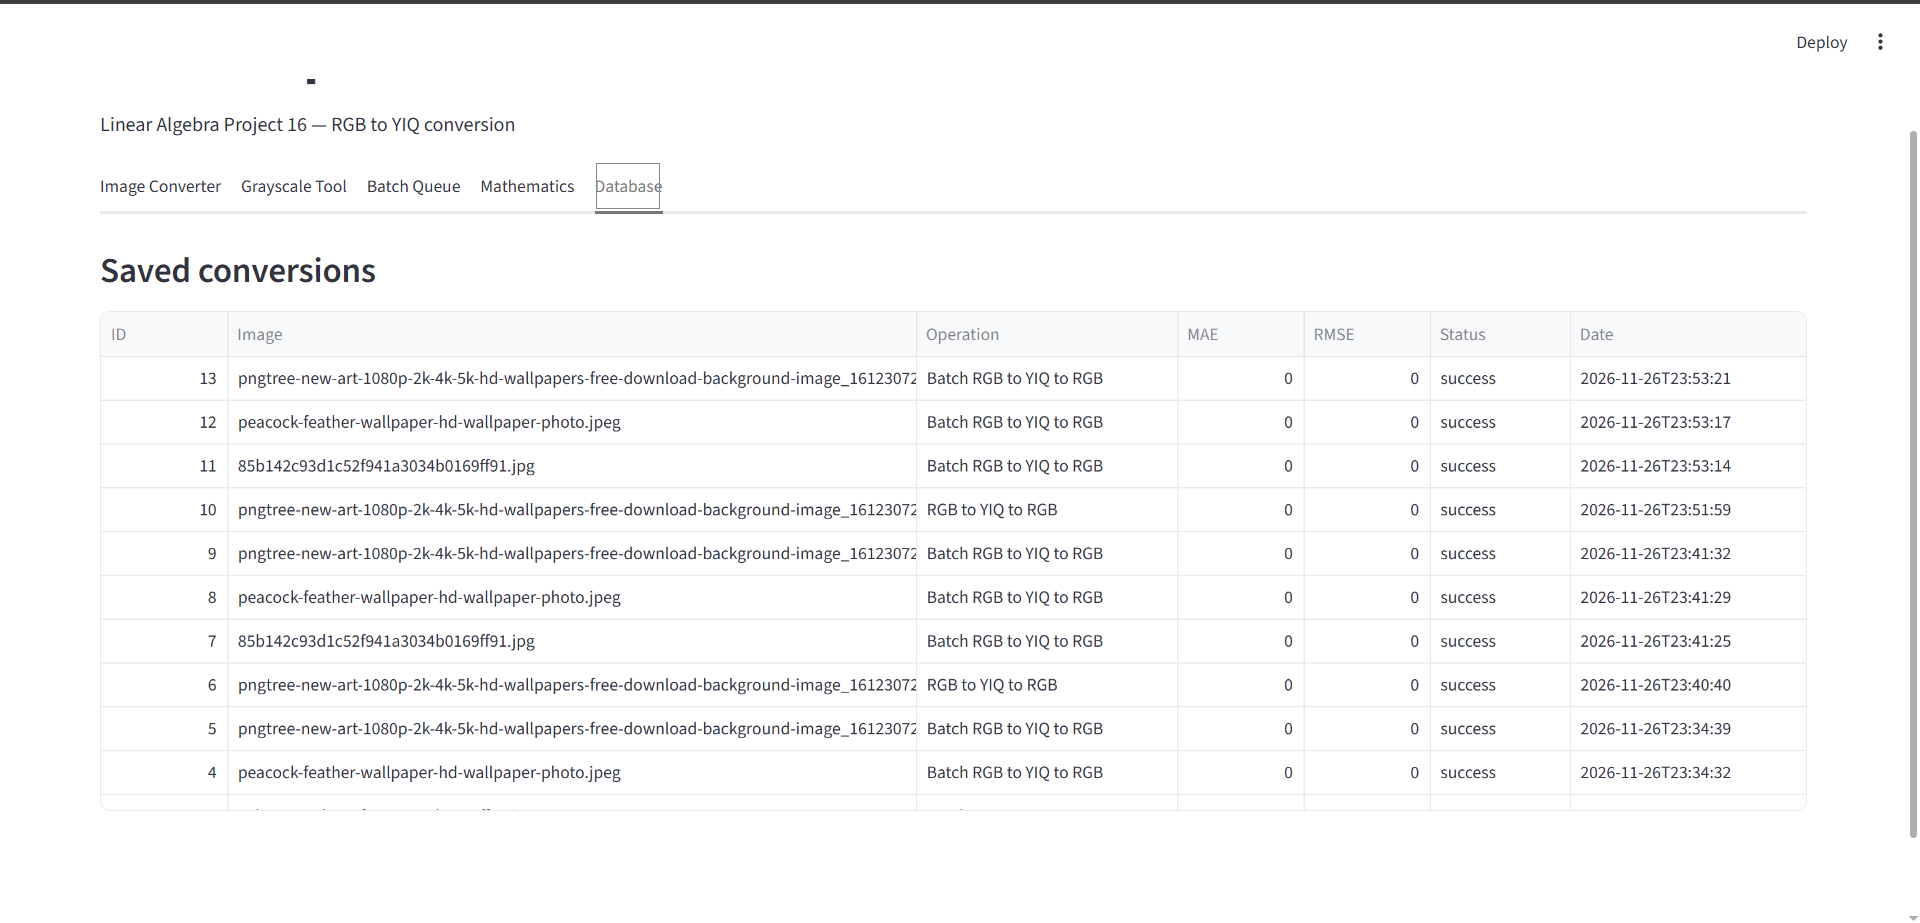 Deploy
Linear Algebra Project 16 — RGB to YIQ conversion
Image Converter Grayscale Tool Batch Queue Mathematics Database
Saved conversions
ID Image Operation MAE RMSE Status Date
13 pngtree-new-art-1080p-2k-4k-5k-hd-wallpapers-free-download-background-image_16123072 Batch RGB to YIQ to RGB 0 0 success 2026-11-26T23:53:21
12 peacock-feather-wallpaper-hd-wallpaper-photo.jpeg Batch RGB to YIQ to RGB 0 0 success 2026-11-26T23:53:17
11 85b142c93d1c52f941a3034b0169ff91.jpg Batch RGB to YIQ to RGB 0 0 success 2026-11-26T23:53:14
10 pngtree-new-art-1080p-2k-4k-5k-hd-wallpapers-free-download-background-image_16123072 RGB to YIQ to RGB 0 0 success 2026-11-26T23:51:59
9 pngtree-new-art-1080p-2k-4k-5k-hd-wallpapers-free-download-background-image_16123072 Batch RGB to YIQ to RGB 0 0 success 2026-11-26T23:41:32
8 peacock-feather-wallpaper-hd-wallpaper-photo.jpeg Batch RGB to YIQ to RGB 0 0 success 2026-11-26T23:41:29
7 85b142c93d1c52f941a3034b0169ff91.jpg Batch RGB to YIQ to RGB 0 0 success 2026-11-26T23:41:25
6 pngtree-new-art-1080p-2k-4k-5k-hd-wallpapers-free-download-background-image_16123072 RGB to YIQ to RGB 0 0 success 2026-11-26T23:40:40
5 pngtree-new-art-1080p-2k-4k-5k-hd-wallpapers-free-download-background-image_16123072 Batch RGB to YIQ to RGB 0 0 success 2026-11-26T23:34:39
4 peacock-feather-wallpaper-hd-wallpaper-photo.jpeg Batch RGB to YIQ to RGB 0 0 success 2026-11-26T23:34:32